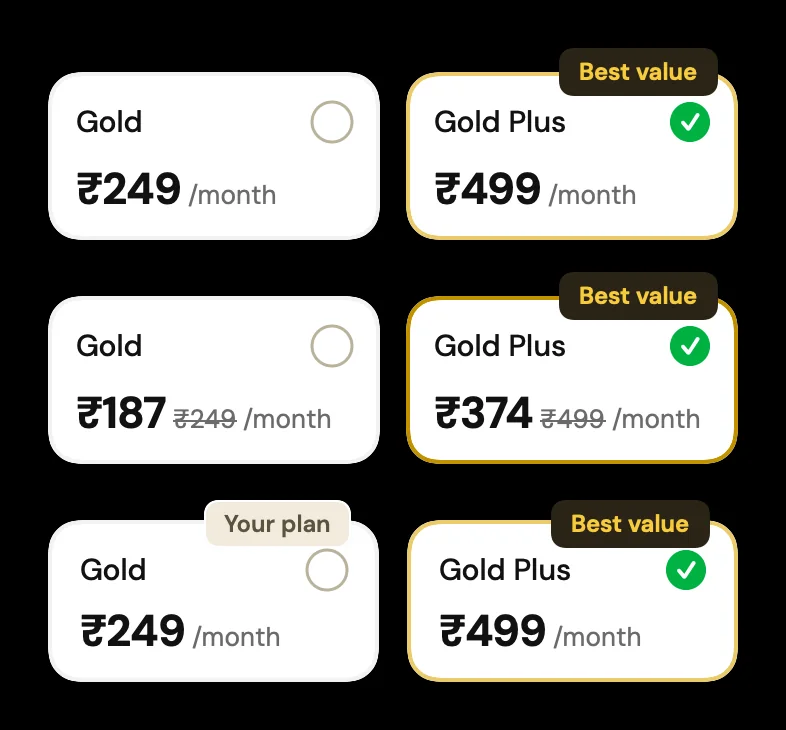 Best value
Gold
Gold Plus
₹249 /month
₹499 /month
Best value
Gold
Gold Plus
₹187 ₹249 /month
₹374 ₹499 /month
Your plan
Best value
Gold
Gold Plus
₹249 /month
₹499 /month